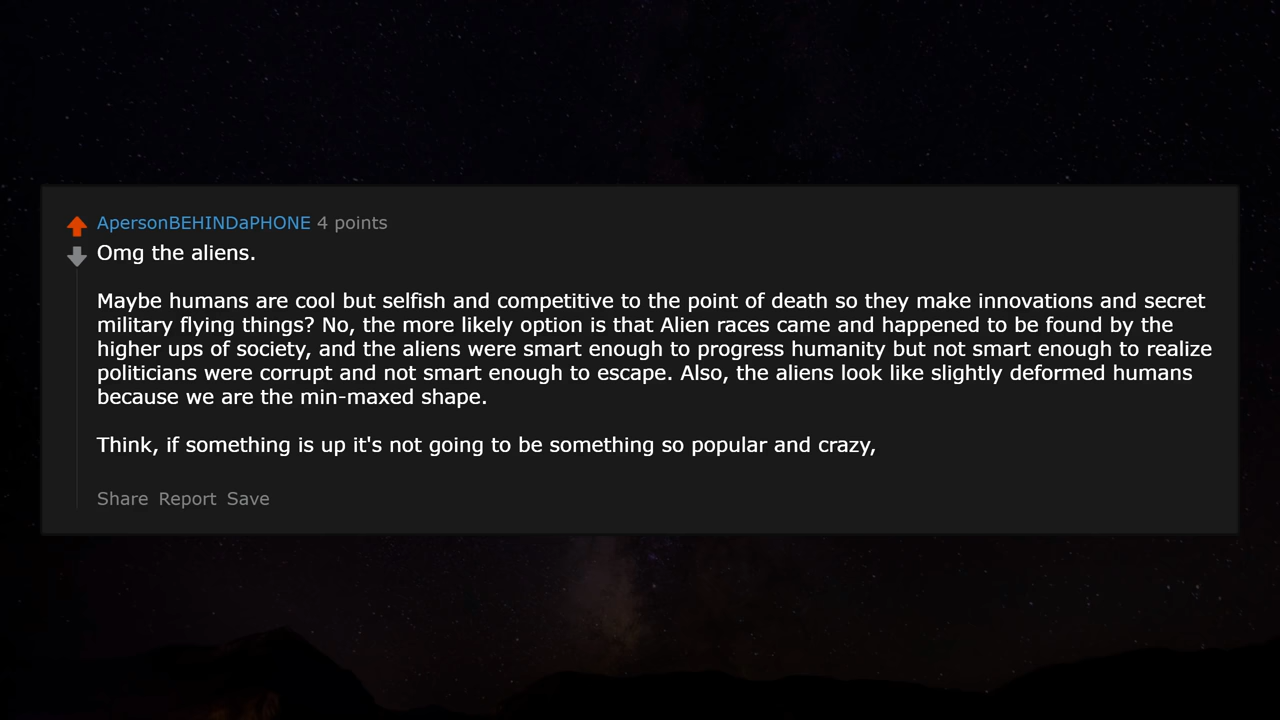 ApersonBEHINDaPHONE 4 points
Omg the aliens.
Maybe humans are cool but selfish and competitive to the point of death so they make innovations and secret
military flying things? No, the more likely option is that Alien races came and happened to be found by the
higher ups of society, and the aliens were smart enough to progress humanity but not smart enough to realize
politicians were corrupt and not smart enough to escape. Also, the aliens look like slightly deformed humans
because we are the min-maxed shape.
Think, if something is up it's not going to be something so popular and crazy,
Share Report Save